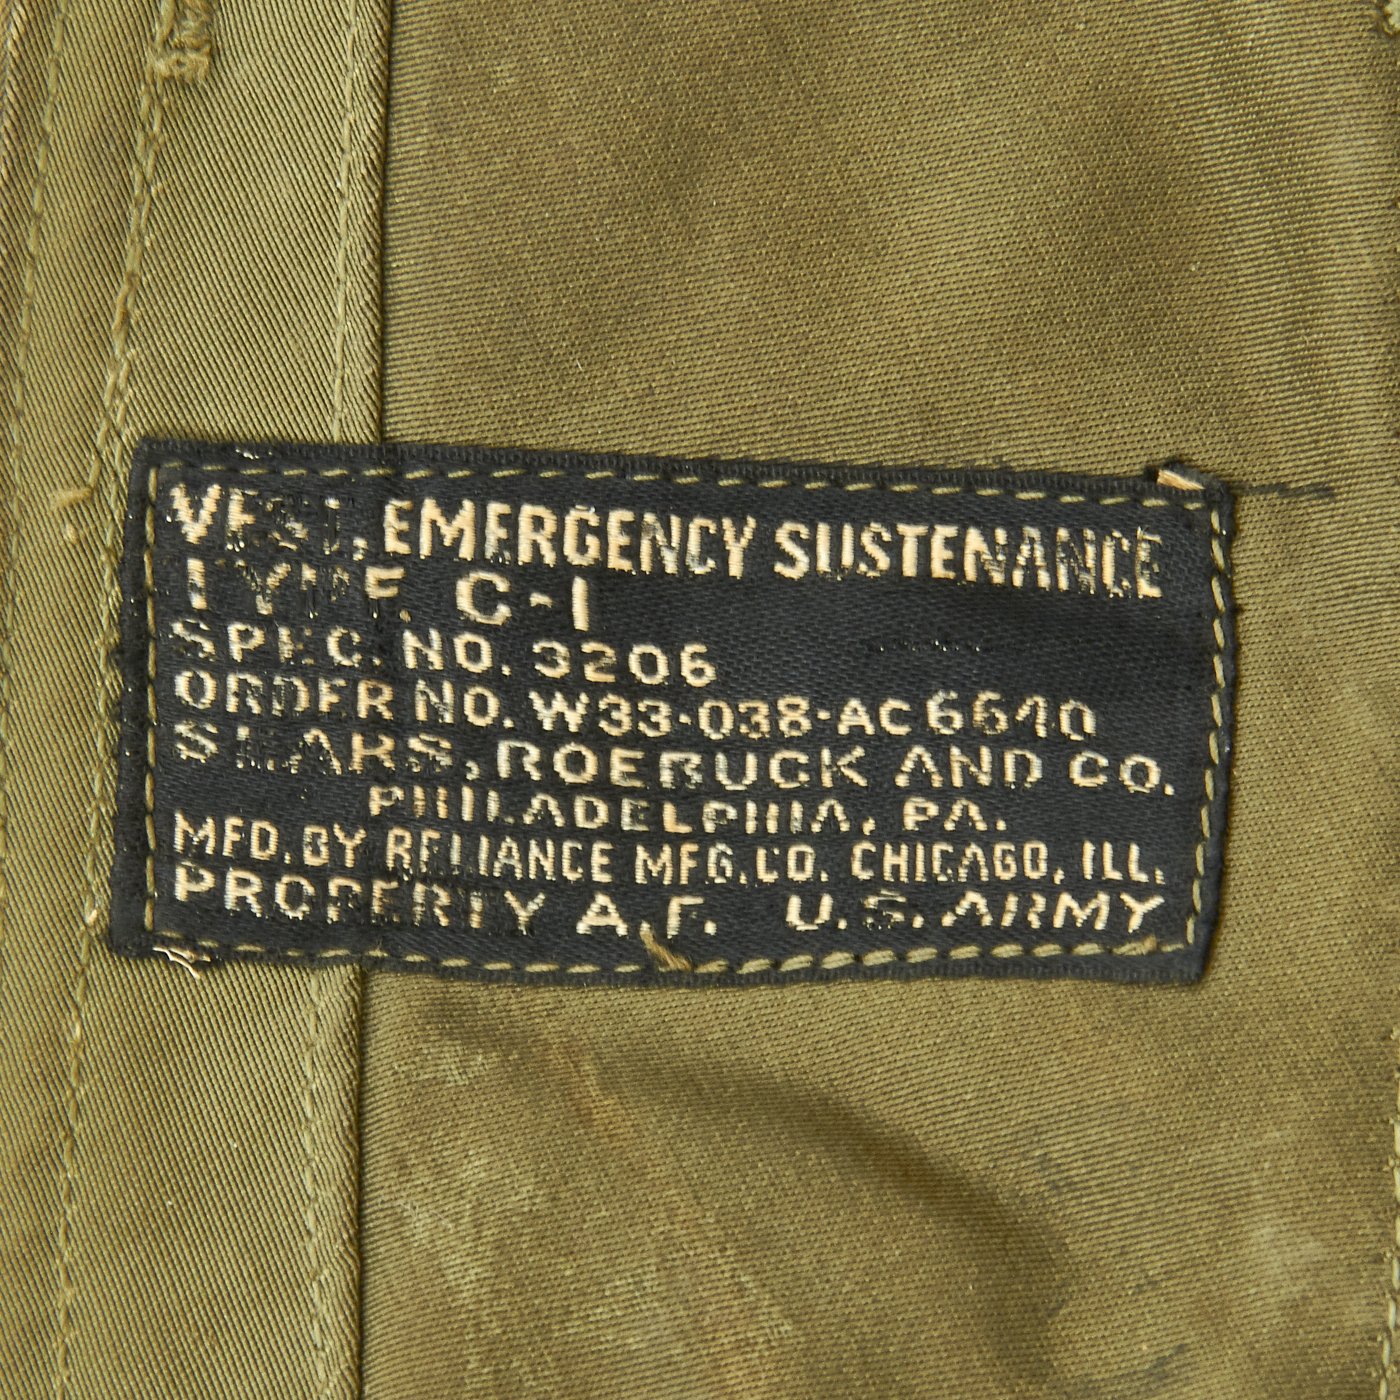 VEST, EMERGENCY SUSTENANCE
TYPE. C-1
SPEC. NO. 3206
ORDER NO. W33-038-AC6640
SEARS, ROEBUCK AND CO.
PHILADELPHIA, PA.
MFD. BY RELIANCE MFG. CO. CHICAGO, ILL.
PROPERTY A.F. U.S. ARMY